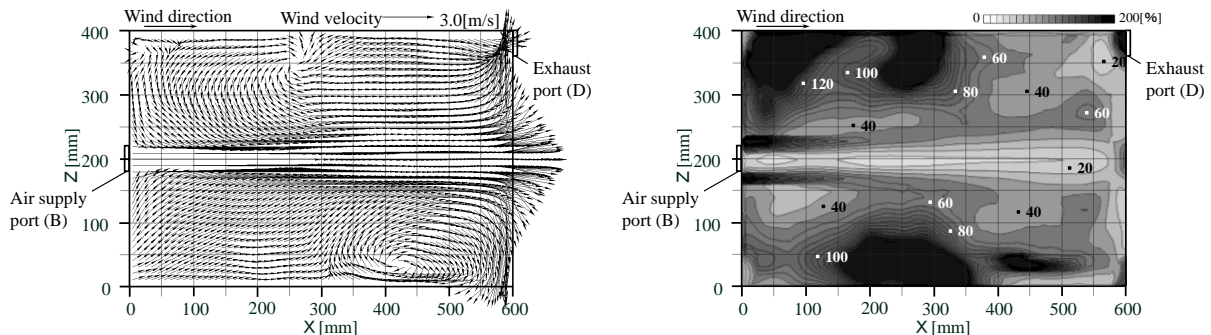 Wind direction
Wind velocity
3.0[m/s]
400
300
200
100
0
Z [mm]
0 100 200 300 400 500 600
X [mm]
Air supply
port (B)
Exhaust
port (D)
Wind direction
0 200 [%]
400
300
200
100
0
Z [mm]
0 100 200 300 400 500 600
X [mm]
Air supply
port (B)
Exhaust
port (D)
60
20
100
120
80
40
60
40
20
40
60
40
80
100